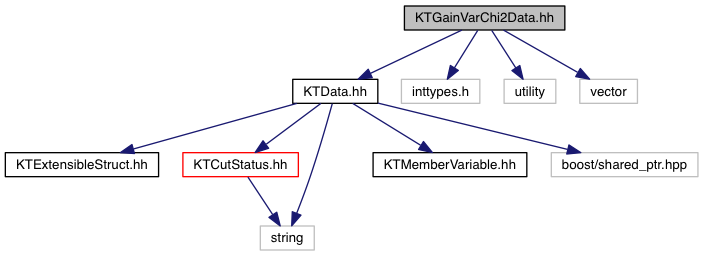 KTGainVarChi2Data.hh
KTData.hh
inttypes.h
utility
vector
KTExtensibleStruct.hh
KTCutStatus.hh
KTMemberVariable.hh
boost/shared_ptr.hpp
string